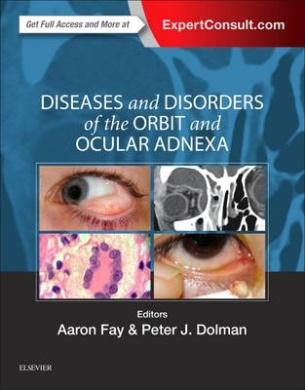 Get Full Access and More at
ExpertConsult.com
DISEASES and DISORDERS
of the ORBIT and
OCULAR ADNEXA
Editors
Aaron Fay & Peter J. Dolman
ELSEVIER